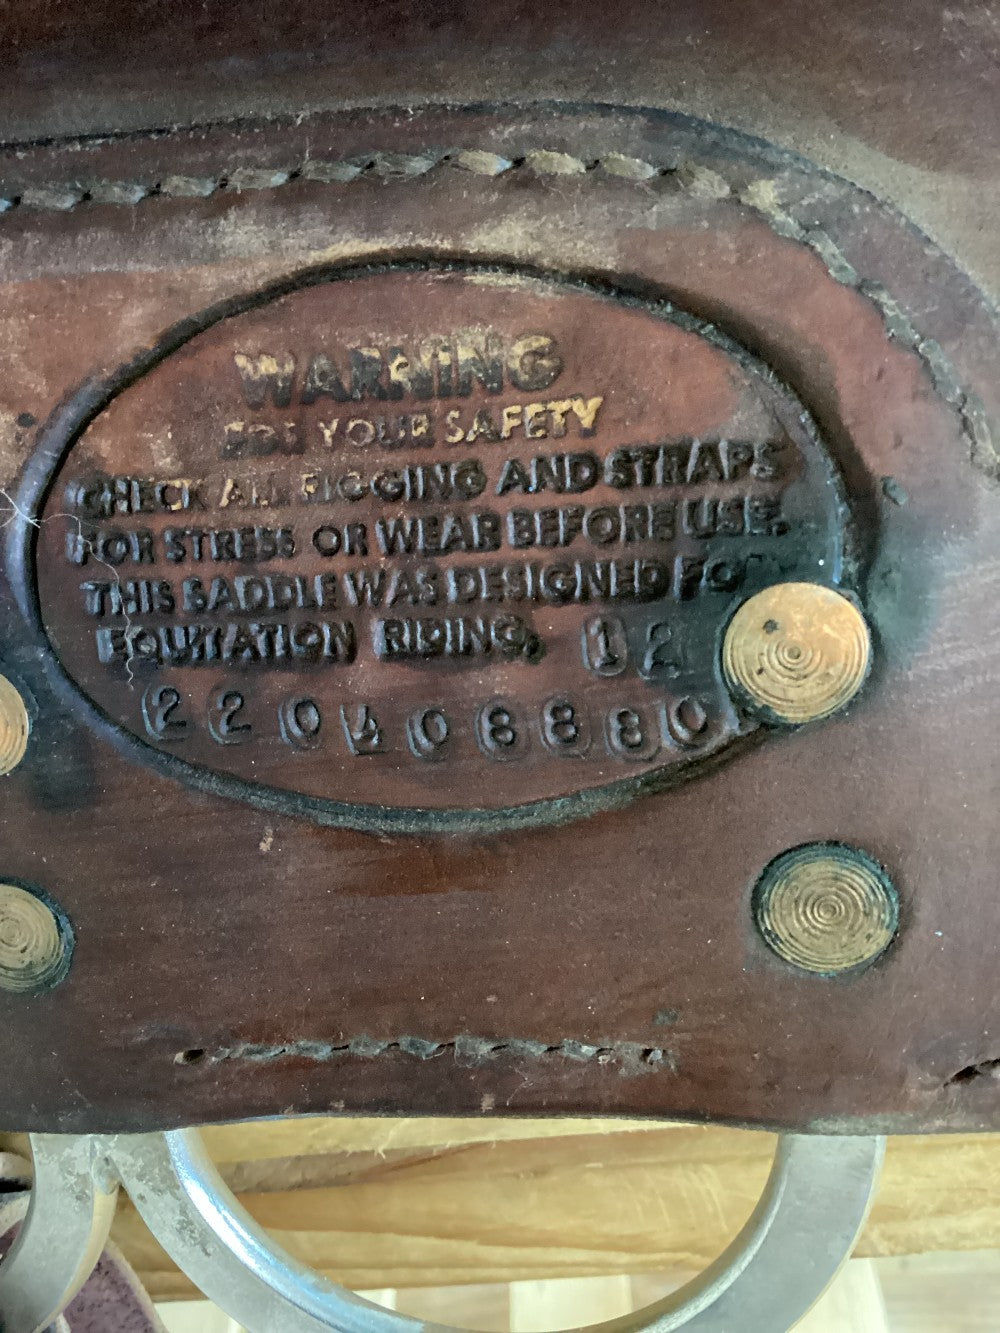 WARNING
FOR YOUR SAFETY
CHECK ALL RIGGING AND STRAPS
FOR STRESS OR WEAR BEFORE USE.
THIS SADDLE WAS DESIGNED FOR
EQUITATION RIDING, 12
220408880